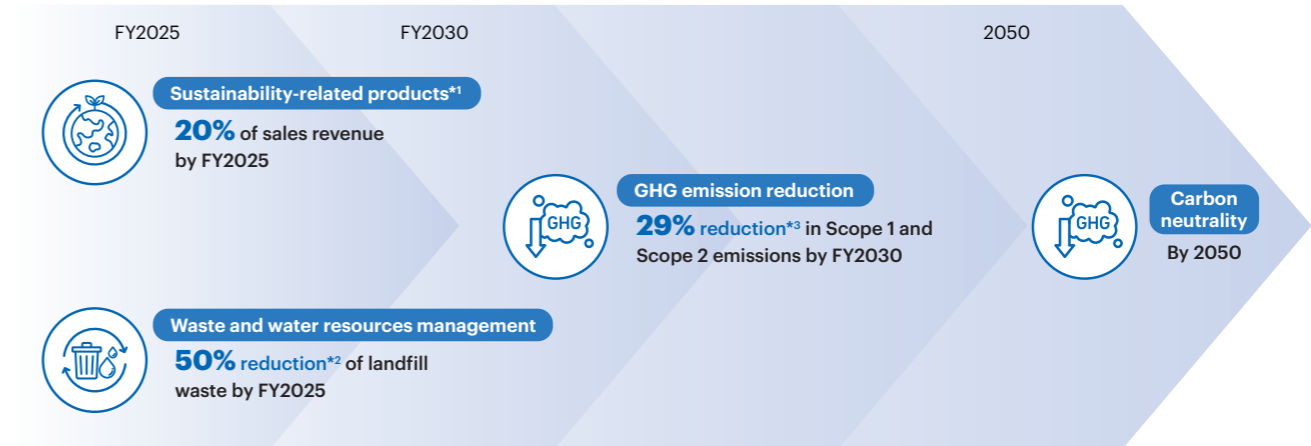 FY2025
FY2030
2050
Sustainability-related products*1
20% of sales revenue
by FY2025
GHG
GHG emission reduction
29% reduction*3 in Scope 1 and
Scope 2 emissions by FY2030
GHG
Carbon
neutrality
By 2050
Waste and water resources management
50% reduction*2 of landfill
waste by FY2025